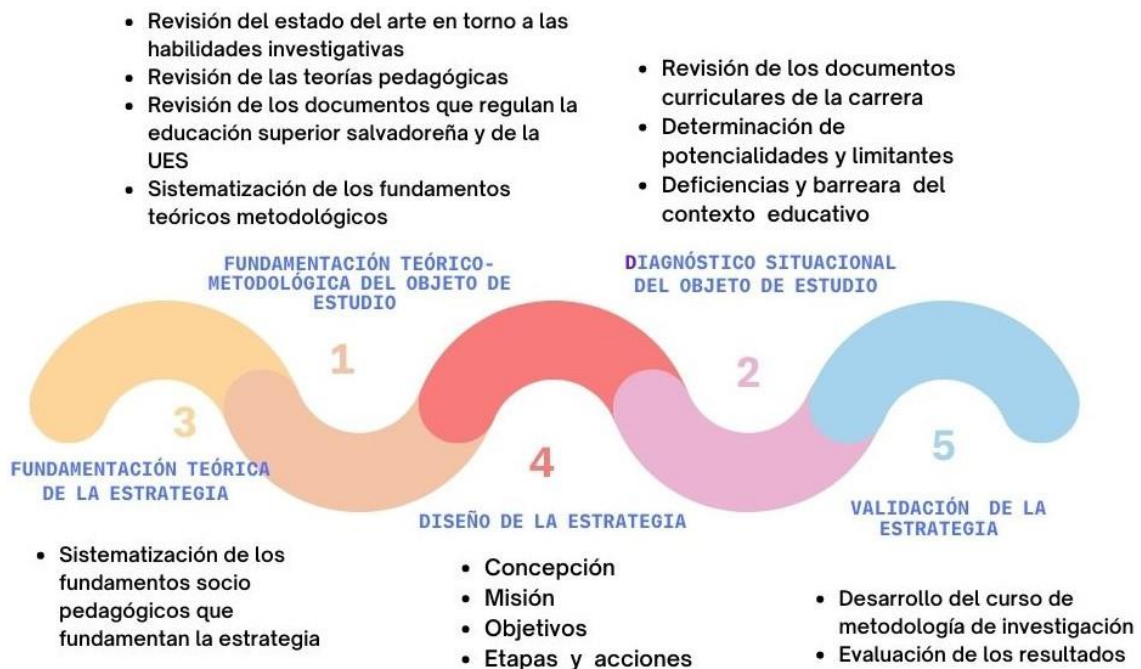 • Revisión del estado del arte en torno a las
habilidades investigativas
• Revisión de las teorías pedagógicas
• Revisión de los documentos que regulan la
educación superior salvadoreña y de la
UES
• Sistematización de los fundamentos
teóricos metodológicos
FUNDAMENTACIÓN TEÓRICO-
METODOLÓGICA DEL OBJETO DE
ESTUDIO
1
• Revisión de los documentos
curriculares de la carrera
• Determinación de
potencialidades y limitantes
• Deficiencias y barreara del
contexto educativo
DIAGNÓSTICO SITUACIONAL
DEL OBJETO DE ESTUDIO
2
3
FUNDAMENTACIÓN TEÓRICA
DE LA ESTRATEGIA
• Sistematización de los
fundamentos socio
pedagógicos que
fundamentan la estrategia
4
DISEÑO DE LA ESTRATEGIA
• Concepción
• Misión
• Objetivos
• Etapas y acciones
5
VALIDACIÓN DE LA
ESTRATEGIA
• Desarrollo del curso de
metodología de investigación
• Evaluación de los resultados